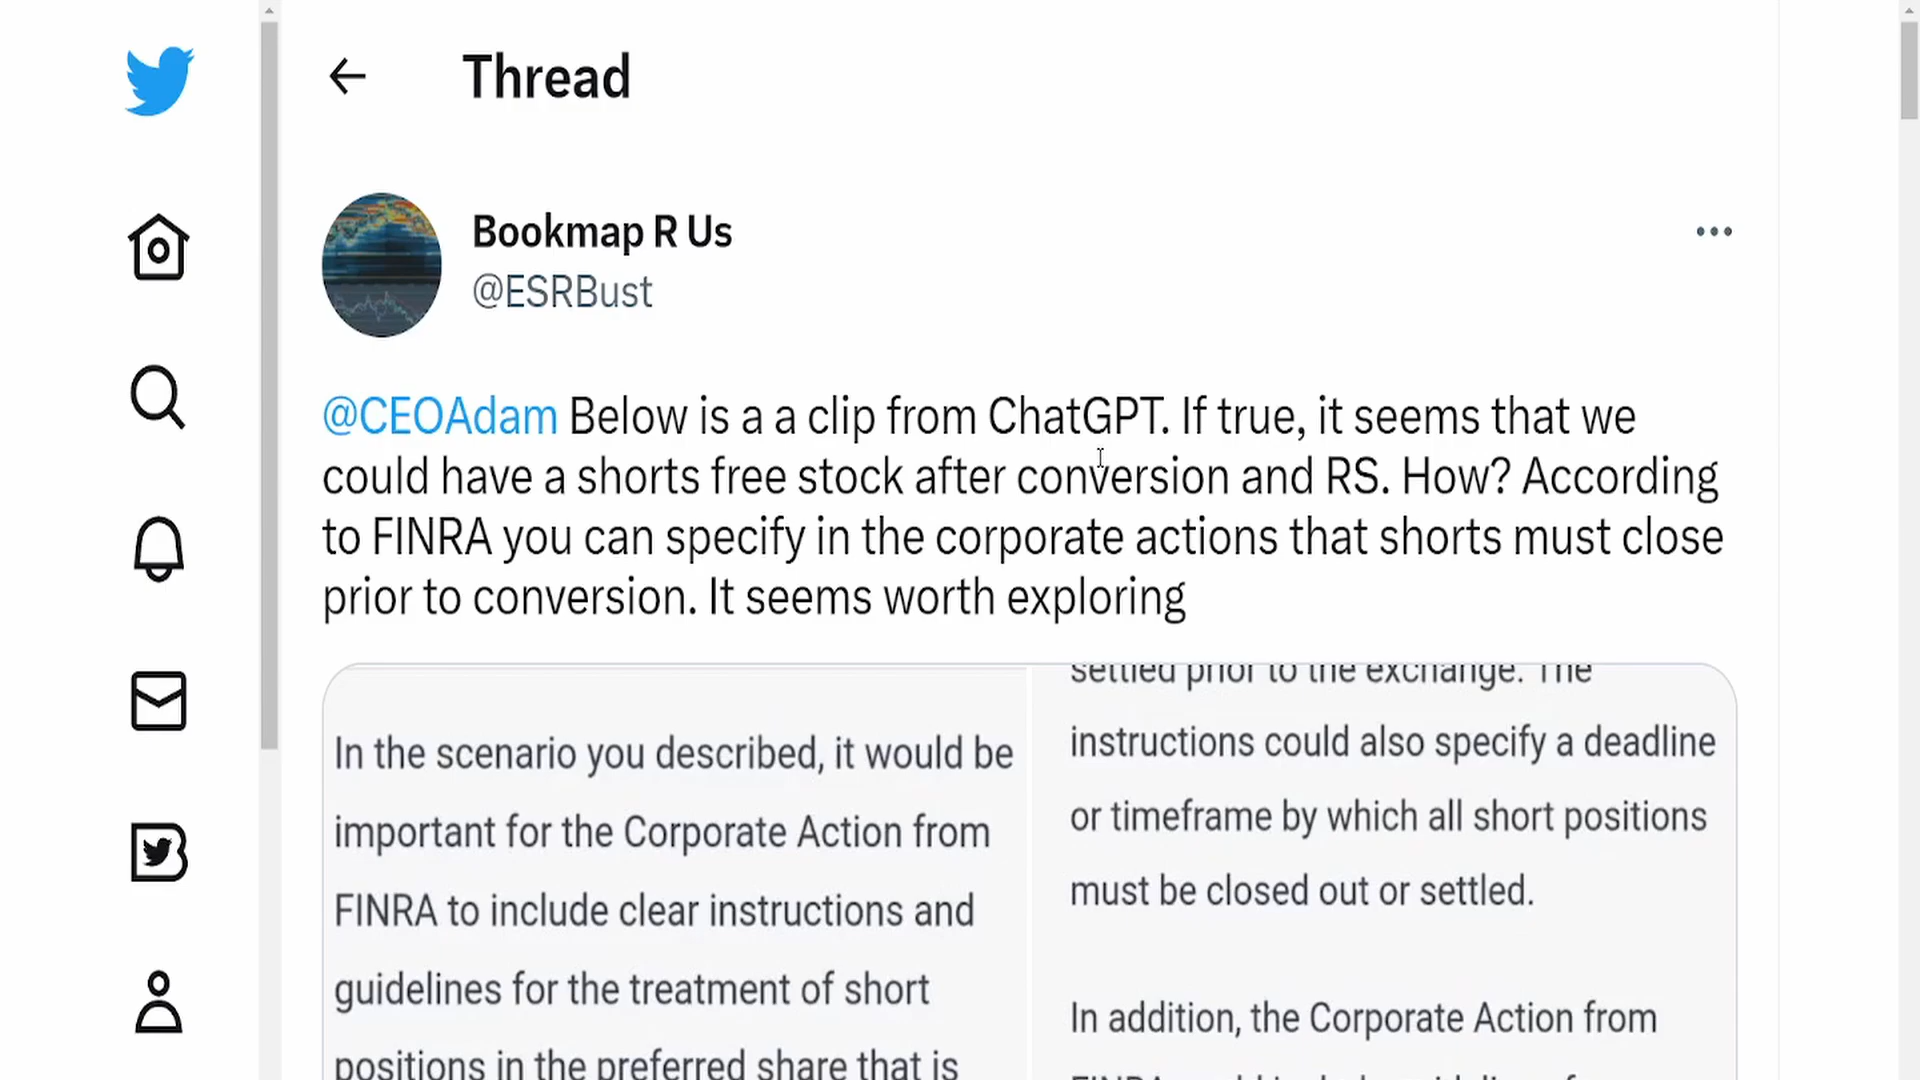 Thread
Bookmap R Us
@ESRBust
@CEOAdam Below is a a clip from ChatGPT. If true, it seems that we
could have a shorts free stock after conversion and RS. How? According
to FINRA you can specify in the corporate actions that shorts must close
prior to conversion. It seems worth exploring
In the scenario you described, it would be
important for the Corporate Action from
FINRA to include clear instructions and
guidelines for the treatment of short
positions in the preferred share that is
settled prior to the exchange. The
instructions could also specify a deadline
or timeframe by which all short positions
must be closed out or settled.
In addition, the Corporate Action from